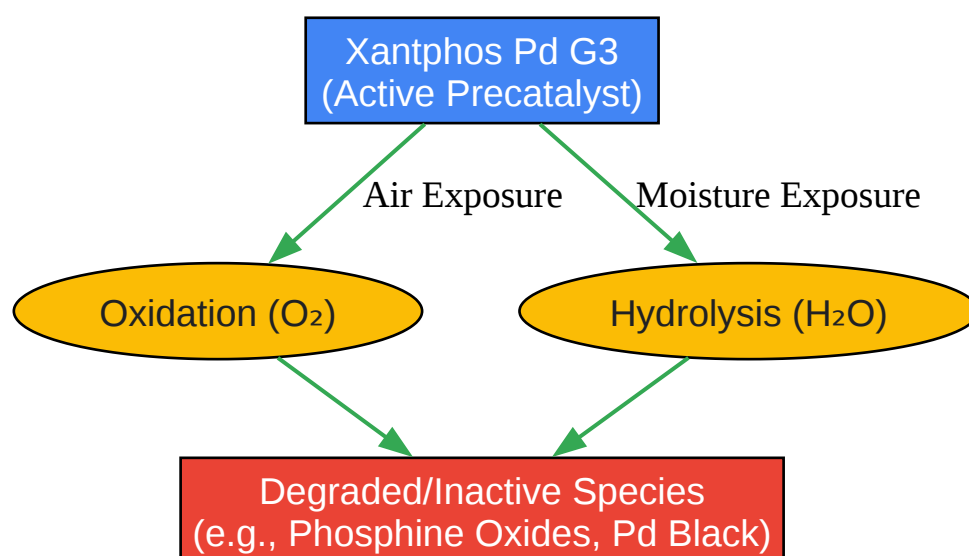 Xantphos Pd G3
(Active Precatalyst)
Air Exposure
Moisture Exposure
Oxidation (O₂)
Hydrolysis (H₂O)
Degraded/Inactive Species
(e.g., Phosphine Oxides, Pd Black)